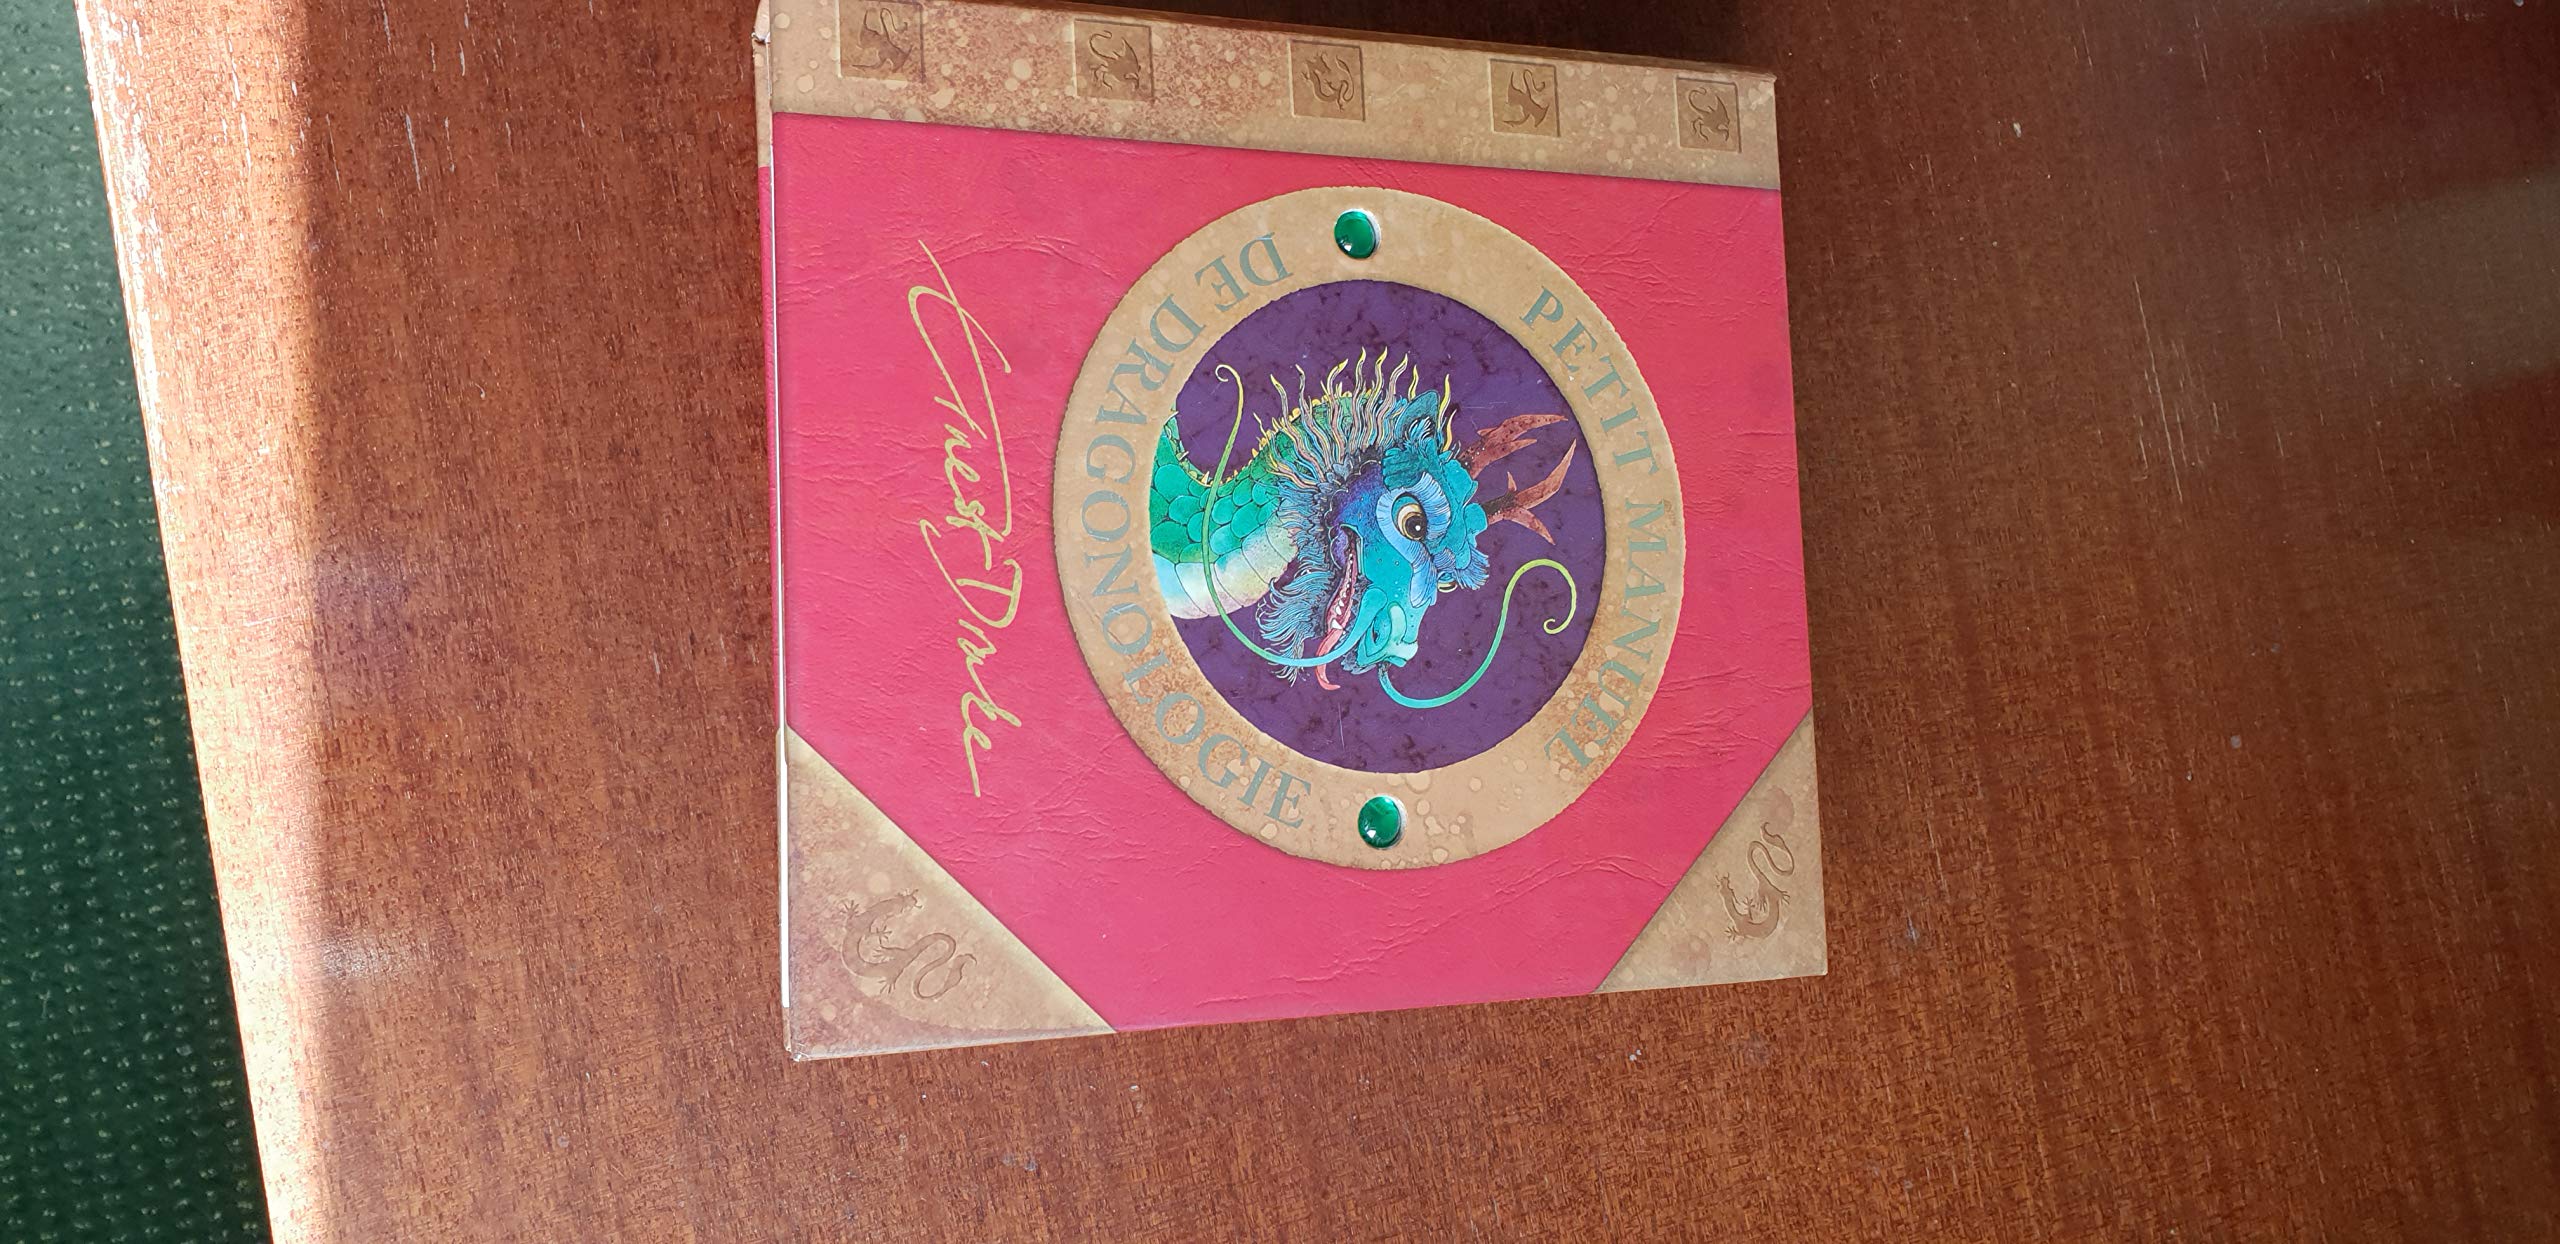 PETIT MANUEL
DE DRAGONOLOGIE
Ernest Drake